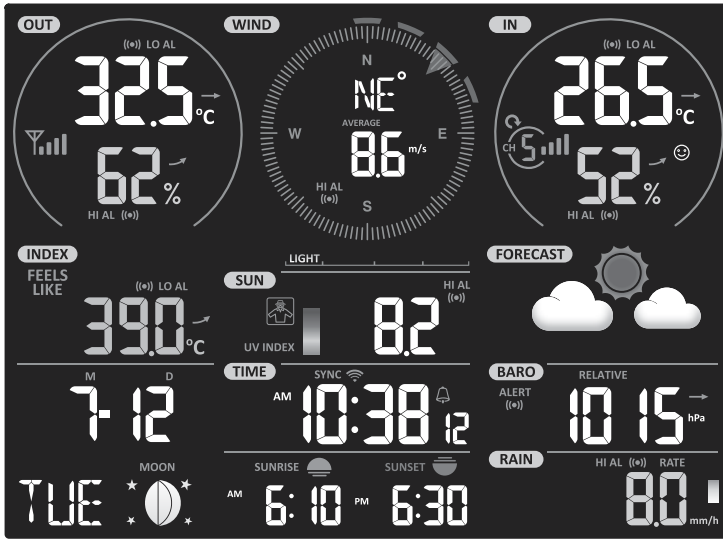 OUT
LO AL
32.5 °C
62 %
HI AL
WIND
N
NE°
W
E
AVERAGE
8.6 m/s
HI AL
S
IN
LO AL
26.5 °C
CH 5
52 %
HI AL
INDEX
FEELS
LIKE
LO AL
39.0 °C
LIGHT
SUN
HI AL
UV INDEX
8.2
FORECAST
M D
7-12
TUE
MOON
TIME
SYNC
AM 10:38 12
SUNRISE
AM 6:10
SUNSET
PM 6:30
BARO
RELATIVE
ALERT
1015 hPa
RAIN
HI AL RATE
8.0 mm/h